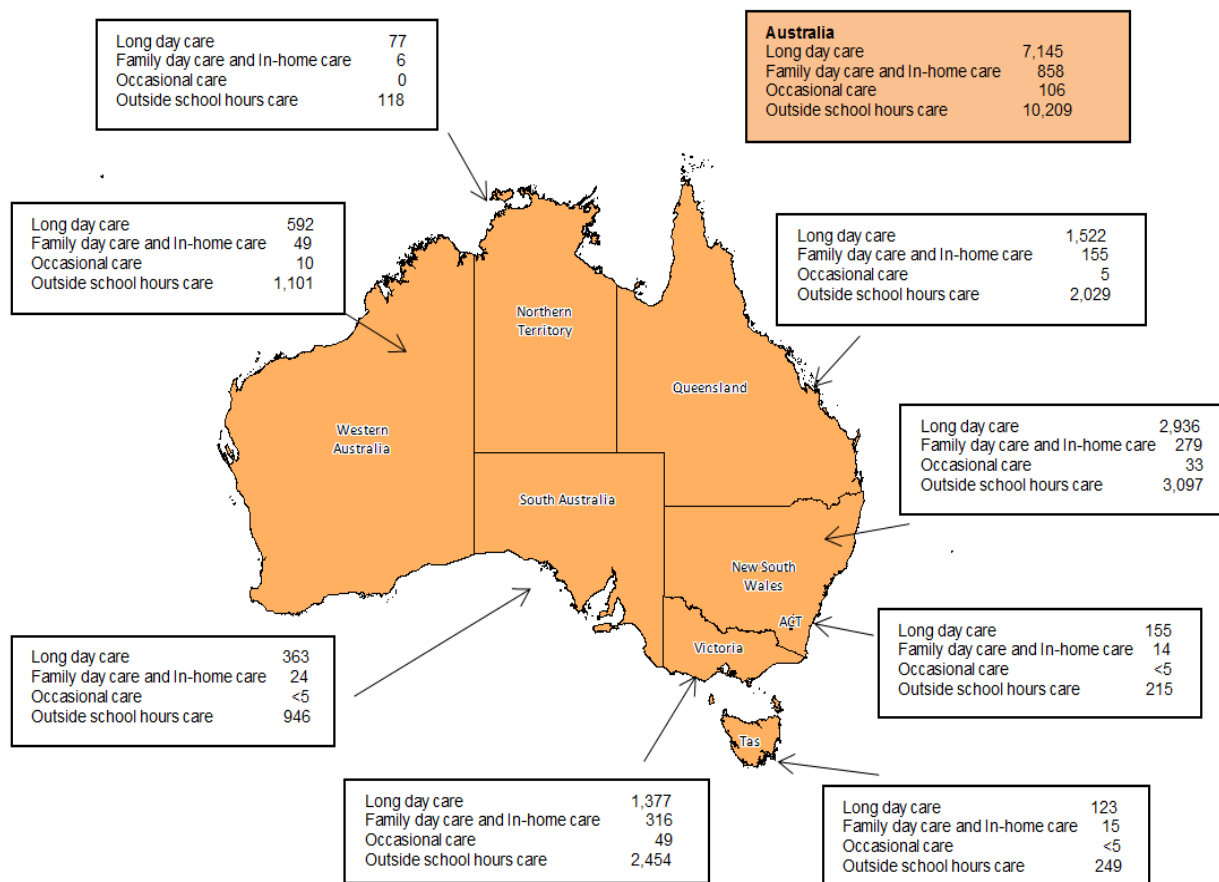 Long day care 77
Family day care and In-home care 6
Occasional care 0
Outside school hours care 118
Australia
Long day care 7,145
Family day care and In-home care 858
Occasional care 106
Outside school hours care 10,209
Long day care 592
Family day care and In-home care 49
Occasional care 10
Outside school hours care 1,101
Long day care 1,522
Family day care and In-home care 155
Occasional care 5
Outside school hours care 2,029
Northern
Territory
Queensland
Western
Australia
South Australia
New South
Wales
ACT
Victoria
Tas
Long day care 2,936
Family day care and In-home care 279
Occasional care 33
Outside school hours care 3,097
Long day care 363
Family day care and In-home care 24
Occasional care <5
Outside school hours care 946
Long day care 155
Family day care and In-home care 14
Occasional care <5
Outside school hours care 215
Long day care 1,377
Family day care and In-home care 316
Occasional care 49
Outside school hours care 2,454
Long day care 123
Family day care and In-home care 15
Occasional care <5
Outside school hours care 249